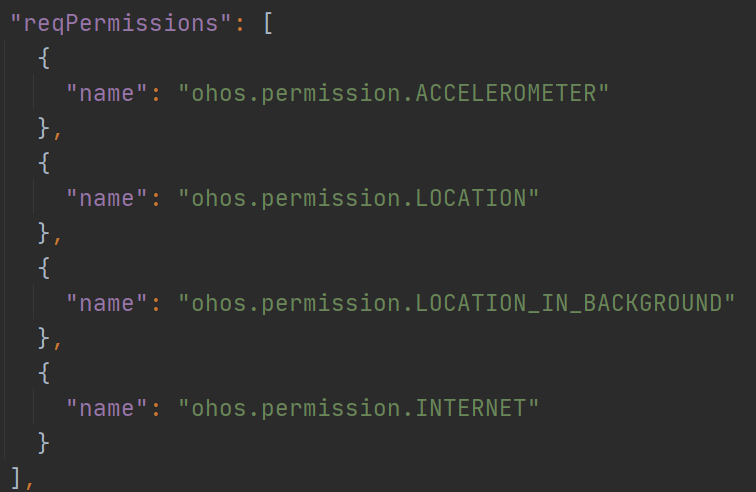 "reqPermissions": [
  {
    "name": "ohos.permission.ACCELEROMETER"
  },
  {
    "name": "ohos.permission.LOCATION"
  },
  {
    "name": "ohos.permission.LOCATION_IN_BACKGROUND"
  },
  {
    "name": "ohos.permission.INTERNET"
  }
],